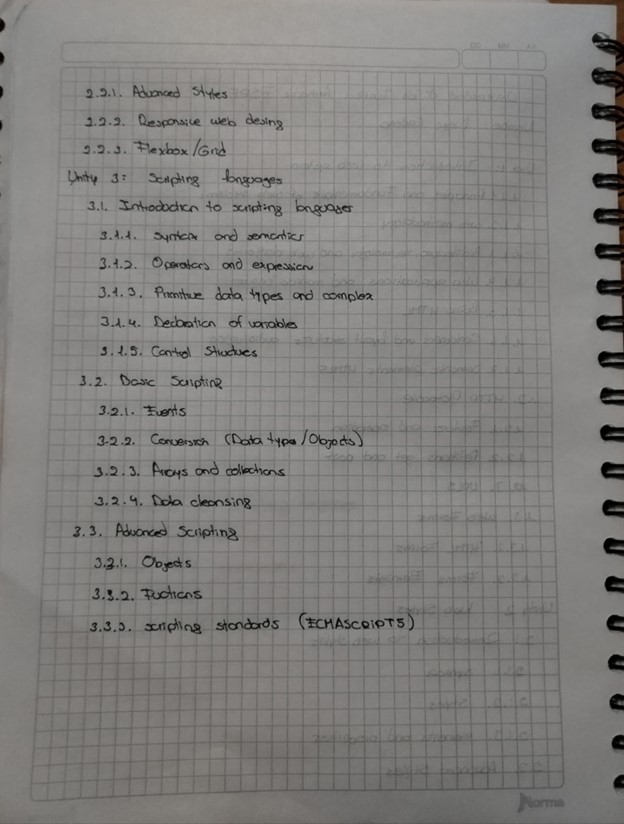 2.2.1. Advanced Styles
2.2.2. Responsive web desing
2.2.3. Flexbox/Grid
Unity 3: Scripting languages
3.1. Introduction to scripting languages
3.1.1. Syntax and semantics
3.1.2. Operators and expression
3.1.3. Primitive data types and complex
3.1.4. Declaration of variables
3.1.5. Control Structures
3.2. Basic Scripting
3.2.1. Events
3.2.2. Conversion (Data types/Objects)
3.2.3. Arrays and collections
3.2.4. Data cleansing
3.3. Advanced Scripting
3.3.1. Objects
3.3.2. Fuctions
3.3.3. scripting standards (ECMASCRIPT5)
Norma